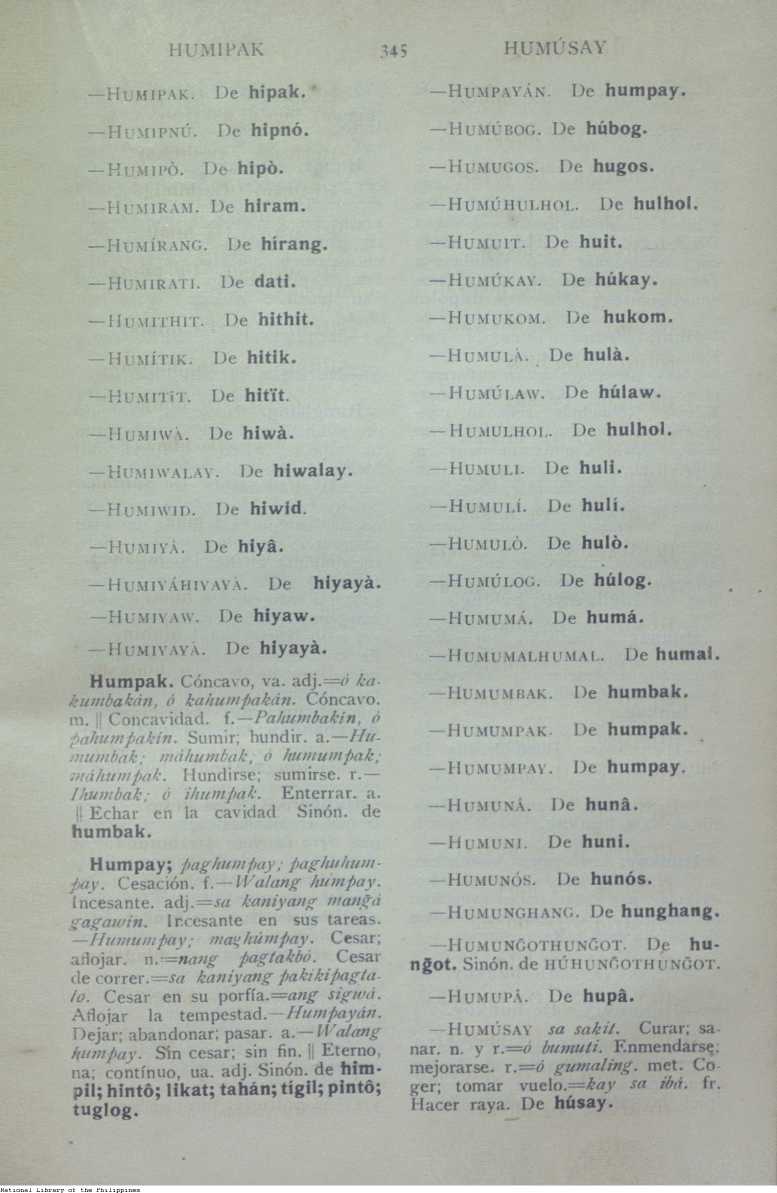 HUMIPAK 345 HUMÚSAY
—HUMIPAK. De hipak.
—HUMIPNÚ. De hipnó.
—HUMIPÒ. De hipò.
—HUMIRAM. De hiram.
—HUMÍRANG. De hírang.
—HUMIRATI. De dati.
—HUMITHIT. De hithit.
—HUMÍTIK. De hitik.
—HUMITÏT. De hitït.
—HUMIWÀ. De hiwà.
—HUMIWALAY. De hiwalay.
—HUMIWID. De hiwid.
—HUMIYÂ. De hiyâ.
—HUMIYÁHIYAYÀ. De hiyayà.
—HUMIYAW. De hiyaw.
—HUMIYAYÀ. De hiyayà.
Humpak. Cóncavo, va. adj.=ó ka-
kumbakán, ó kahumpakán. Cóncavo.
m. || Concavidad. f.—Pahumbakin, ó
pahumpakín. Sumir; hundir. a.—Hu-
mumbak; máhumbak, ó humumpak;
máhumpak. Hundirse; sumirse. r.—
Ihumbak; ó ihumpak. Enterrar. a.
|| Echar en la cavidad Sinón. de
humbak.
Humpay; paghumpay; paghuhum-
pay. Cesación. f.—Walang humpay.
Incesante. adj.=sa kaniyang mang̃á
gagawín. Incesante en sus tareas.
—Humumpay; maghúmpay. Cesar;
aflojar. n.=nang pagtakbó. Cesar
de correr.=sa kaniyang pakikipagta-
lo. Cesar en su porfía.=ang sigwá.
Aflojar la tempestad.—Humpayán.
Dejar; abandonar; pasar. a.—Walang
humpay. Sin cesar; sin fin. || Eterno,
na; contínuo, ua. adj. Sinón. de him-
pil; hintô; likat; tahán; tígil; pintô;
tuglog.
—HUMPAYÁN. De humpay.
—HUMÚBOG. De húbog.
—HUMUGOS. De hugos.
—HUMÚHULHOL. De hulhol.
—HUMUIT. De huit.
—HUMÚKAY. De húkay.
—HUMUKOM. De hukom.
—HUMULÀ. De hulà.
—HUMÚLAW. De húlaw.
—HUMULHOL. De hulhol.
—HUMULI. De huli.
—HUMULÍ. De hulí.
—HUMULÒ. De hulò.
—HUMÚLOG. De húlog.
—HUMUMÁ. De humá.
—HUMUMALHUMAL. De humal.
—HUMUMBAK. De humbak.
—HUMUMPAK. De humpak.
—HUMUMPAY. De humpay.
—HUMUNÂ. De hunâ.
—HUMUNI. De huni.
—HUMUNÓS. De hunós.
—HUMUNGHANG. De hunghang.
—HUMUNG̃OTHUNG̃OT. De hu-
ng̃ot. Sinón. de HÚHUNG̃OTHUNG̃OT.
—HUMUPÂ. De hupâ.
—HUMÚSAY sa sakit. Curar; sa-
nar. n. y r.=ó bumuti. Enmendarse;
mejorarse. r.=ó gumaling. met. Co-
ger; tomar vuelo.=kay sa ibá. fr.
Hacer raya. De húsay.
National Library of the Philippines